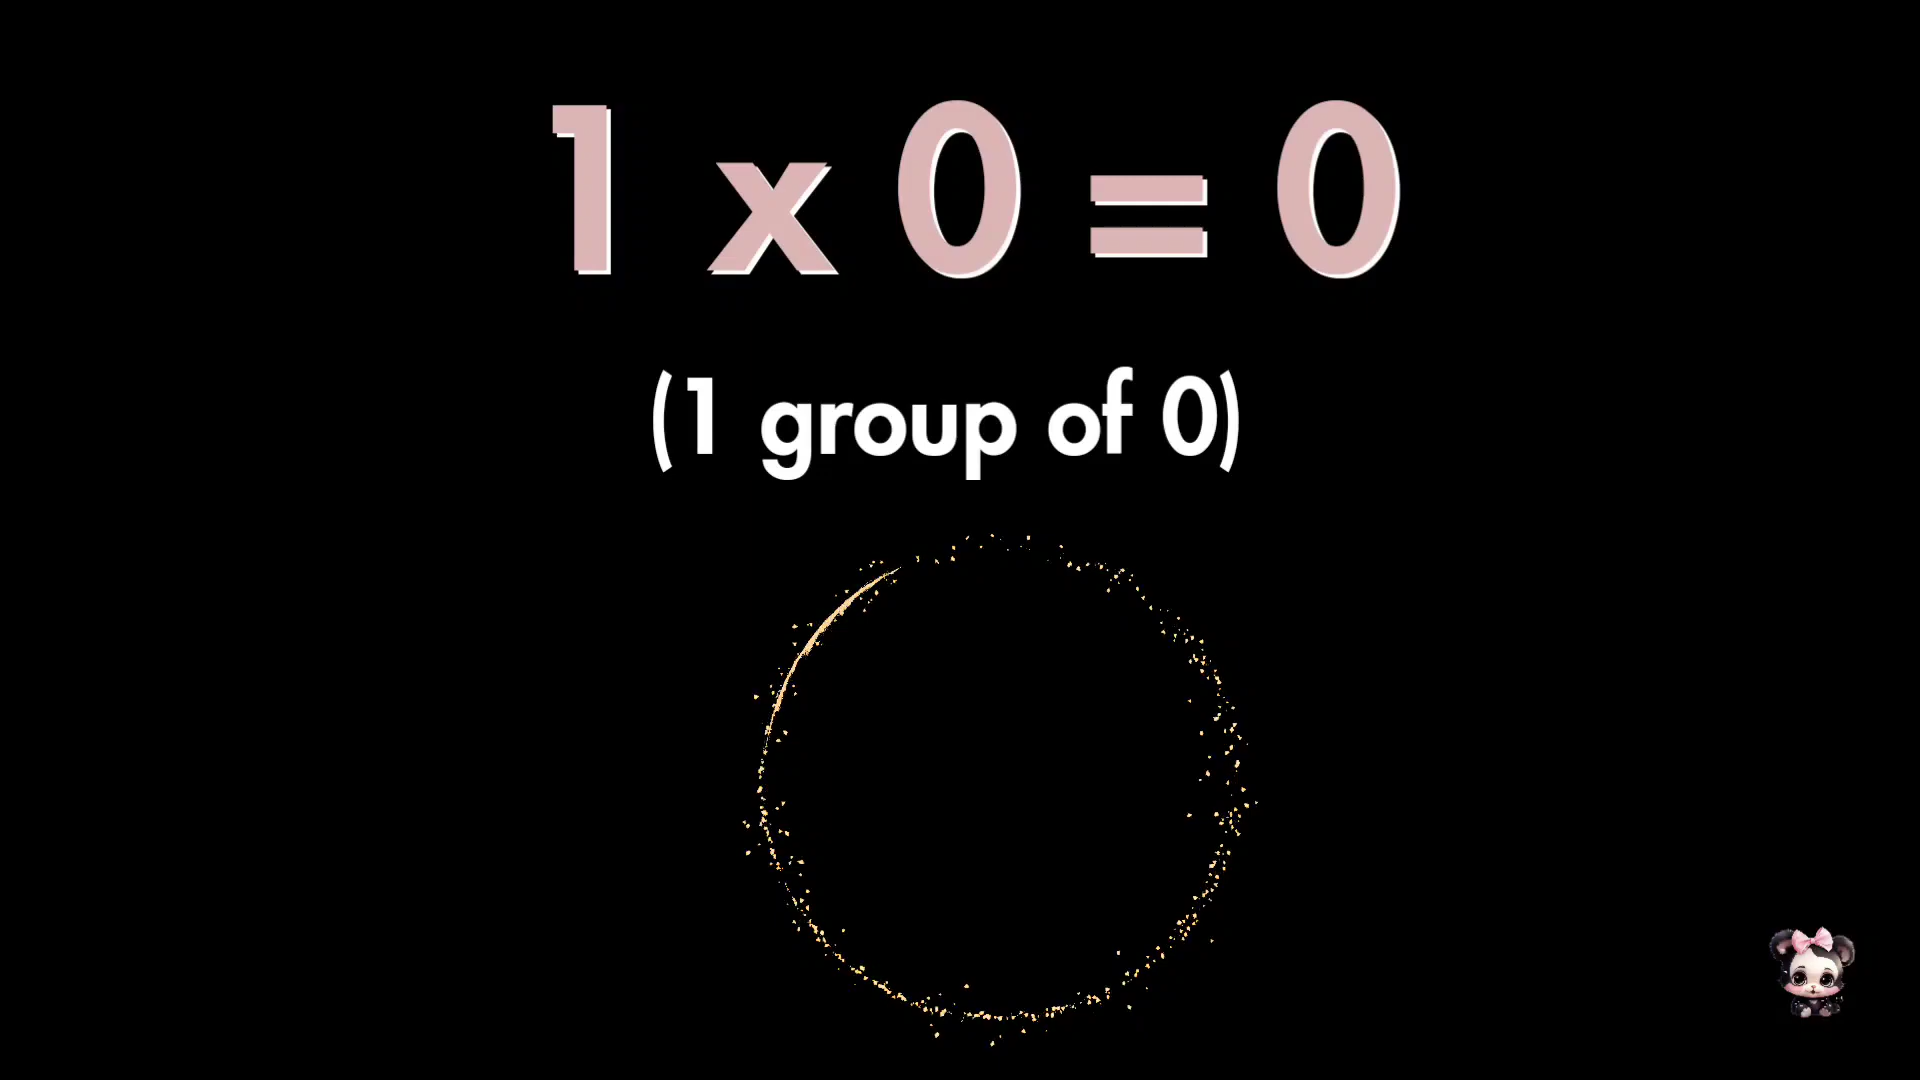 1 x 0 = 0
(1 group of 0)